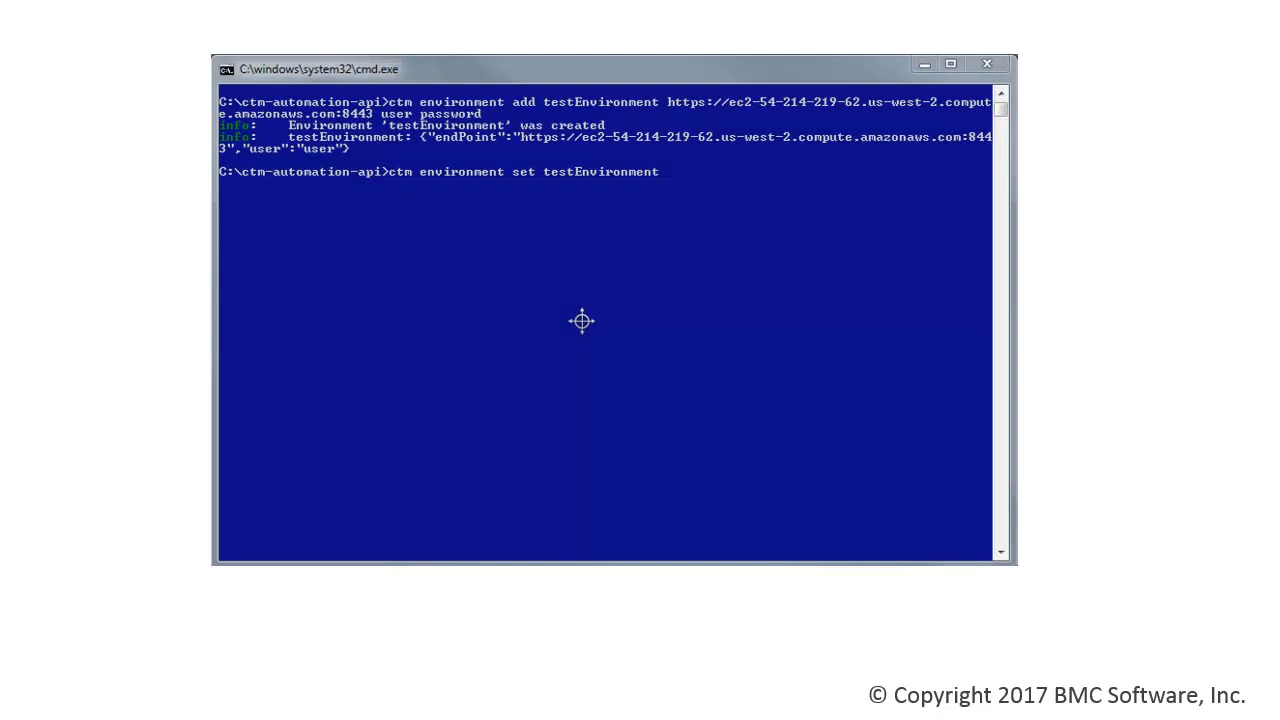 C:\windows\system32\cmd.exe
C:\ctm-automation-api>ctm environment add testEnvironment https://ec2-54-214-219-62.us-west-2.comput
e.amazonaws.com:8443 user password
info:    Environment 'testEnvironment' was created
info:    testEnvironment: {"endPoint":"https://ec2-54-214-219-62.us-west-2.compute.amazonaws.com:844
3","user":"user"}
C:\ctm-automation-api>ctm environment set testEnvironment
© Copyright 2017 BMC Software, Inc.